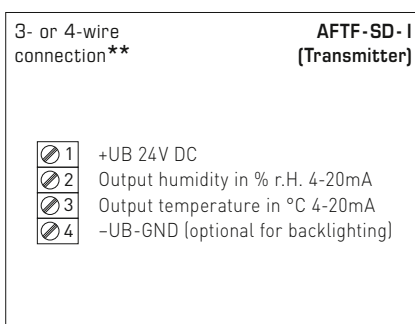 3- or 4-wire
connection**
AFTF-SD-I
(Transmitter)
1 +UB 24V DC
2 Output humidity in % r.H. 4-20mA
3 Output temperature in °C 4-20mA
4 –UB-GND (optional for backlighting)